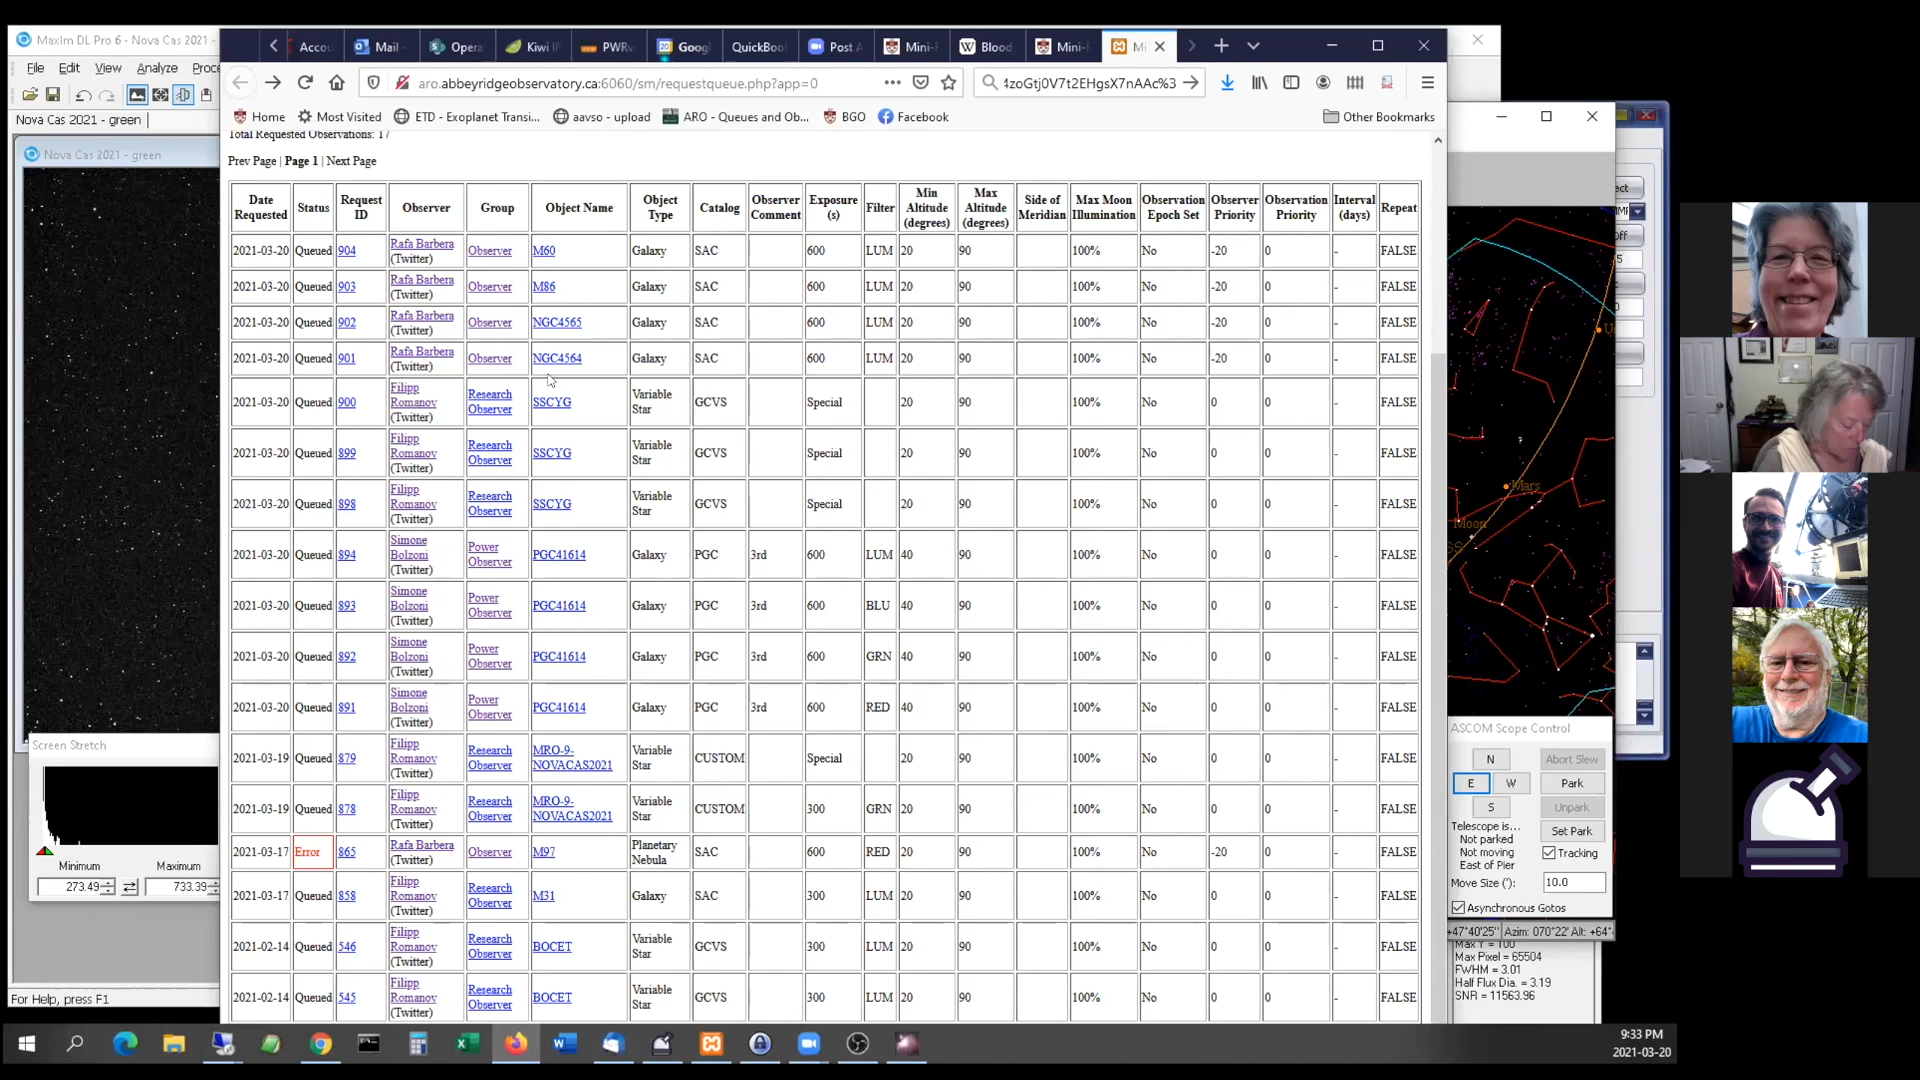 MaxIm DL Pro 6 - Nova Cas 2021 -
File Edit View Analyze Proce
Nova Cas 2021 - green
Nova Cas 2021 - green
Screen Stretch
Minimum Maximum
273.49 733.39
For Help, press F1
Accou Mail - Opera Kiwi I PWRv Goog QuickBoo Post A Mini- Blood Mini- Mi
aro.abbeyridgeobservatory.ca:6060/sm/requestqueue.php?app=0
Home Most Visited ETD - Exoplanet Transi... aavso - upload ARO - Queues and Ob... BGO Facebook Other Bookmarks
Total Requested Observations: 17
Prev Page | Page 1 | Next Page
Date Requested Status Request ID Observer Group Object Name Object Type Catalog Observer Comment Exposure (s) Filter Min Altitude (degrees) Max Altitude (degrees) Side of Meridian Max Moon Illumination Observation Epoch Set Observer Priority Observation Priority Interval (days) Repeat
2021-03-20 Queued 904 Rafa Barbera (Twitter) Observer M60 Galaxy SAC 600 LUM 20 90 100% No -20 0 - FALSE
2021-03-20 Queued 903 Rafa Barbera (Twitter) Observer M86 Galaxy SAC 600 LUM 20 90 100% No -20 0 - FALSE
2021-03-20 Queued 902 Rafa Barbera (Twitter) Observer NGC4565 Galaxy SAC 600 LUM 20 90 100% No -20 0 - FALSE
2021-03-20 Queued 901 Rafa Barbera (Twitter) Observer NGC4564 Galaxy SAC 600 LUM 20 90 100% No -20 0 - FALSE
2021-03-20 Queued 900 Filipp Romanov (Twitter) Research Observer SSCYG Variable Star GCVS Special 20 90 100% No 0 0 - FALSE
2021-03-20 Queued 899 Filipp Romanov (Twitter) Research Observer SSCYG Variable Star GCVS Special 20 90 100% No 0 0 - FALSE
2021-03-20 Queued 898 Filipp Romanov (Twitter) Research Observer SSCYG Variable Star GCVS Special 20 90 100% No 0 0 - FALSE
2021-03-20 Queued 894 Simone Bolzoni (Twitter) Power Observer PGC41614 Galaxy PGC 3rd 600 LUM 40 90 100% No 0 0 - FALSE
2021-03-20 Queued 893 Simone Bolzoni (Twitter) Power Observer PGC41614 Galaxy PGC 3rd 600 BLU 40 90 100% No 0 0 - FALSE
2021-03-20 Queued 892 Simone Bolzoni (Twitter) Power Observer PGC41614 Galaxy PGC 3rd 600 GRN 40 90 100% No 0 0 - FALSE
2021-03-20 Queued 891 Simone Bolzoni (Twitter) Power Observer PGC41614 Galaxy PGC 3rd 600 RED 40 90 100% No 0 0 - FALSE
2021-03-19 Queued 879 Filipp Romanov (Twitter) Research Observer MRO-9-NOVACAS2021 Variable Star CUSTOM Special 20 90 100% No 0 0 - FALSE
2021-03-19 Queued 878 Filipp Romanov (Twitter) Research Observer MRO-9-NOVACAS2021 Variable Star CUSTOM 300 GRN 20 90 100% No 0 0 - FALSE
2021-03-17 Error 865 Rafa Barbera (Twitter) Observer M97 Planetary Nebula SAC 600 RED 20 90 100% No -20 0 - FALSE
2021-03-17 Queued 858 Filipp Romanov (Twitter) Research Observer M31 Galaxy SAC 300 LUM 20 90 100% No 0 0 - FALSE
2021-02-14 Queued 546 Filipp Romanov (Twitter) Research Observer BOCET Variable Star GCVS 300 LUM 20 90 100% No 0 0 - FALSE
2021-02-14 Queued 545 Filipp Romanov (Twitter) Research Observer BOCET Variable Star GCVS 300 LUM 20 90 100% No 0 0 - FALSE
Mars
Moon
ASCOM Scope Control
N Abort Slew
E W Park
S Unpark
Telescope is... Set Park
Not parked
Not moving Tracking
East of Pier
Move Size ('): 10.0
Asynchronous Gotos
+47°40'25" Azim: 070°22' Alt: +64°
Max Y = 100
Max Pixel = 65504
FWHM = 3.01
Half Flux Dia. = 3.19
SNR = 11563.96
9:33 PM
2021-03-20